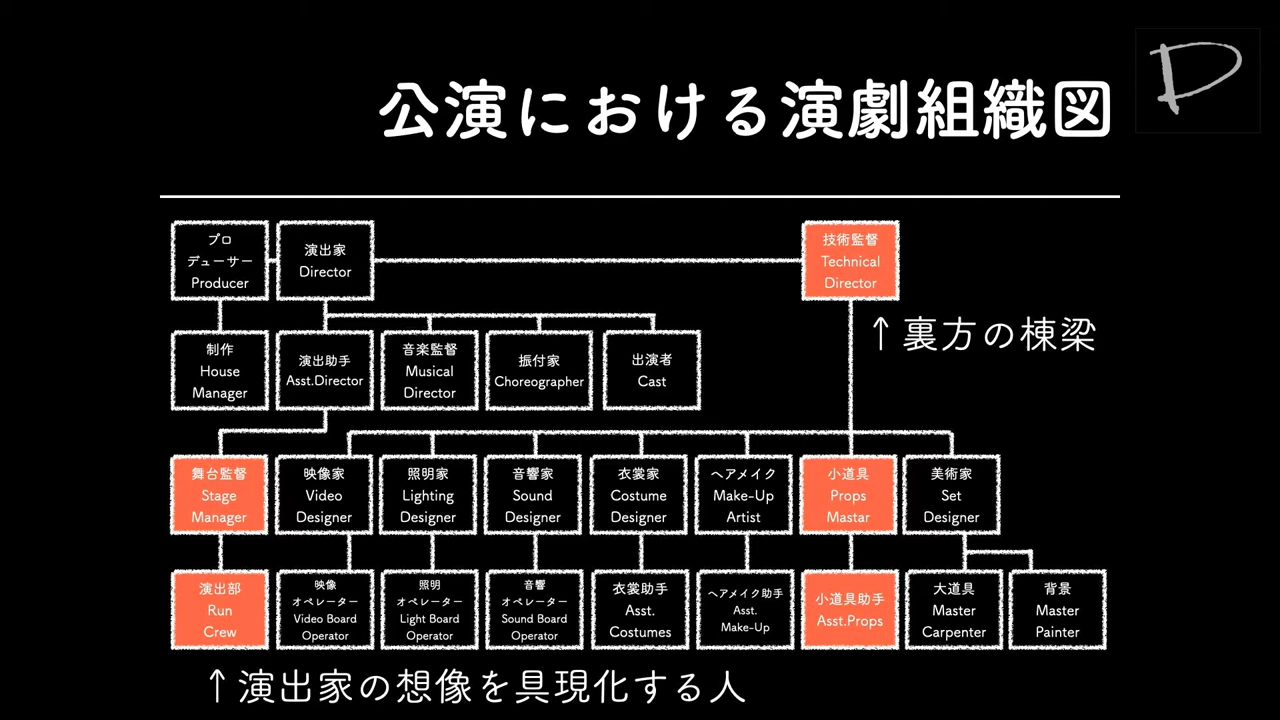 公演における演劇組織図
プロ
デューサー
Producer
演出家
Director
技術監督
Technical
Director
↑裏方の棟梁
制作
House
Manager
演出助手
Asst.Director
音楽監督
Musical
Director
振付家
Choreographer
出演者
Cast
舞台監督
Stage
Manager
映像家
Video
Designer
照明家
Lighting
Designer
音響家
Sound
Designer
衣裳家
Costume
Designer
ヘアメイク
Make-Up
Artist
小道具
Props
Mastar
美術家
Set
Designer
演出部
Run
Crew
映像
オペレーター
Video Board
Operator
照明
オペレーター
Light Board
Operator
音響
オペレーター
Sound Board
Operator
衣裳助手
Asst.
Costumes
ヘアメイク助手
Asst.
Make-Up
小道具助手
Asst.Props
大道具
Master
Carpenter
背景
Master
Painter
↑演出家の想像を具現化する人